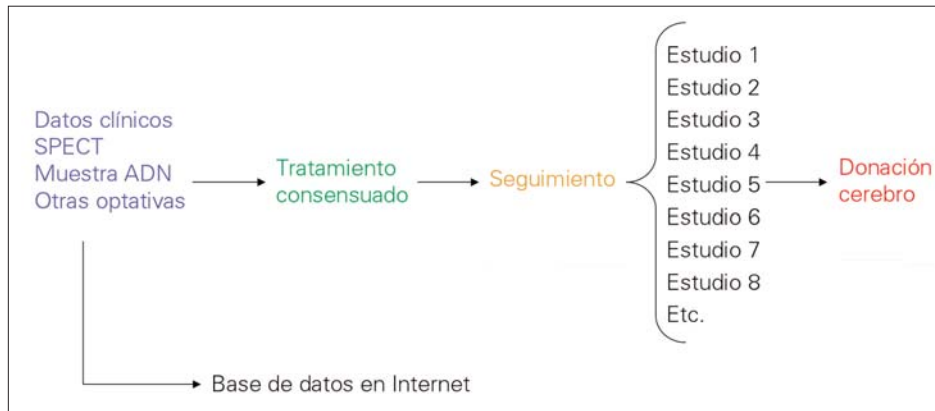 Datos clínicos
SPECT
Muestra ADN
Otras optativas
Tratamiento
consensuado
Seguimiento
Estudio 1
Estudio 2
Estudio 3
Estudio 4
Estudio 5
Estudio 6
Estudio 7
Estudio 8
Etc.
Donación
cerebro
Base de datos en Internet